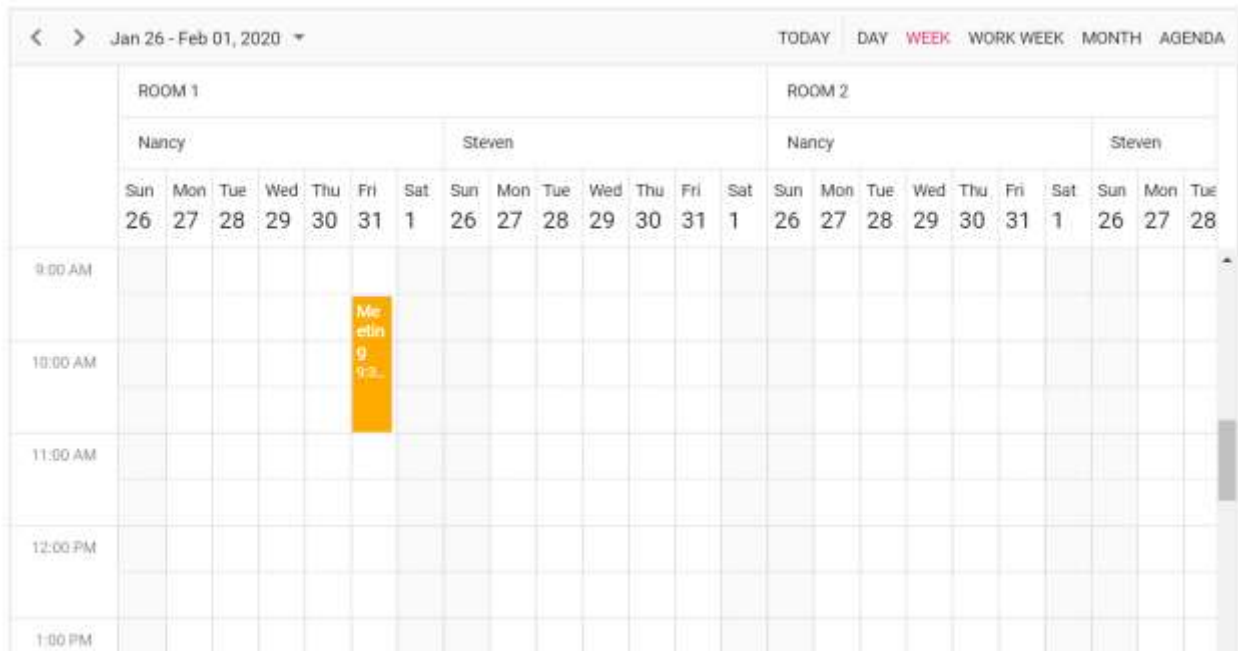 Jan 26 - Feb 01, 2020 TODAY DAY WEEK WORK WEEK MONTH AGENDA
ROOM 1 ROOM 2
Nancy Steven Nancy Steven
Sun Mon Tue Wed Thu Fri Sat Sun Mon Tue Wed Thu Fri Sat Sun Mon Tue Wed Thu Fri Sat Sun Mon Tue
26 27 28 29 30 31 1 26 27 28 29 30 31 1 26 27 28 29 30 31 1 26 27 28
9:00 AM
Me
etin
10:00 AM g
9:3...
11:00 AM
12:00 PM
1:00 PM